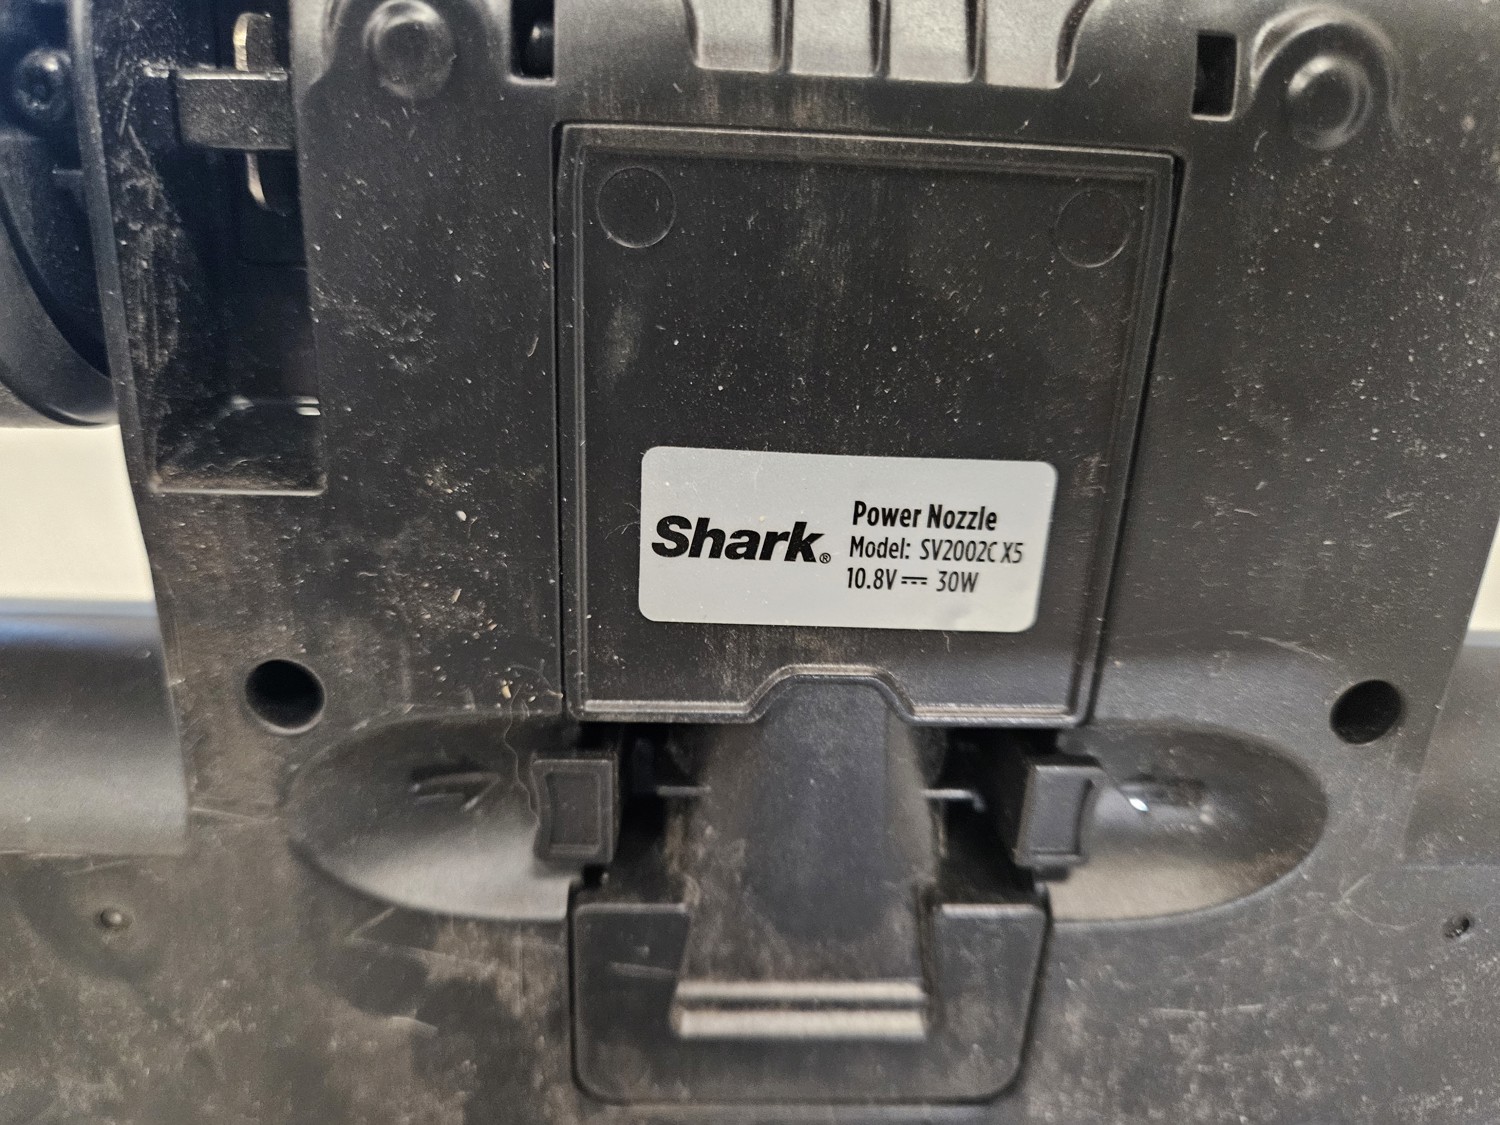 Shark®
Power Nozzle
Model: SV2002C X5
10.8V⎓ 30W